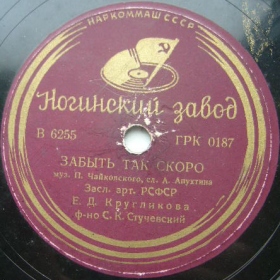 НАРКОММАШ СССР
Ногинский завод
В 6255 ГРК 0187
ЗАБЫТЬ ТАК СКОРО
муз. П. Чайковского, сл. А. Апухтина
Засл. арт. РСФСР
Е. Д. Кругликова
ф-но С. К. Стучевский